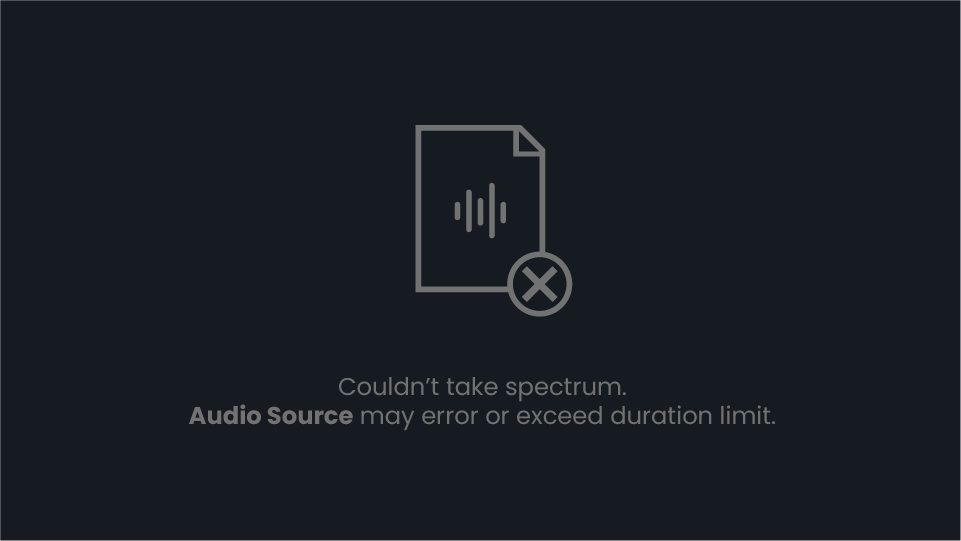 Couldn’t take spectrum.
Audio Source may error or exceed duration limit.